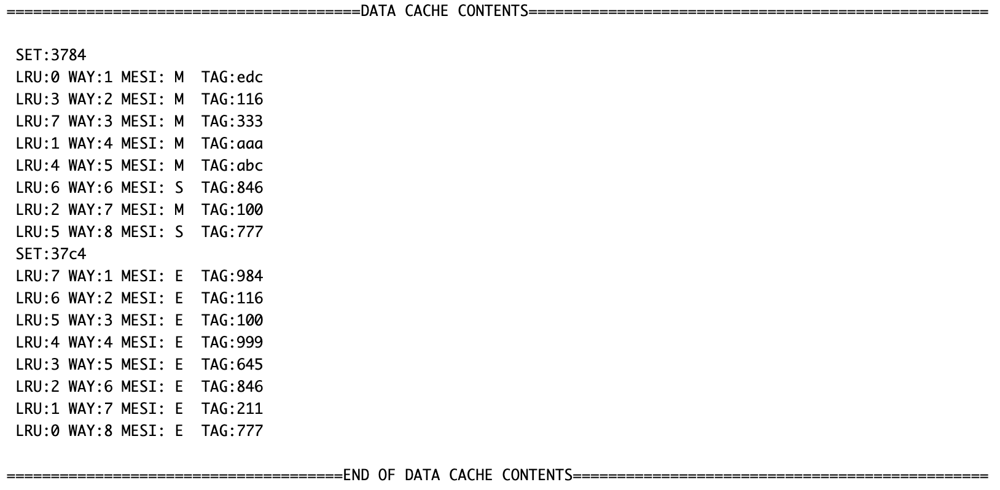 ========================================DATA CACHE CONTENTS====================================================
SET:3784
LRU:0 WAY:1 MESI: M  TAG:edc
LRU:3 WAY:2 MESI: M  TAG:116
LRU:7 WAY:3 MESI: M  TAG:333
LRU:1 WAY:4 MESI: M  TAG:aaa
LRU:4 WAY:5 MESI: M  TAG:abc
LRU:6 WAY:6 MESI: S  TAG:846
LRU:2 WAY:7 MESI: M  TAG:100
LRU:5 WAY:8 MESI: S  TAG:777
SET:37c4
LRU:7 WAY:1 MESI: E  TAG:984
LRU:6 WAY:2 MESI: E  TAG:116
LRU:5 WAY:3 MESI: E  TAG:100
LRU:4 WAY:4 MESI: E  TAG:999
LRU:3 WAY:5 MESI: E  TAG:645
LRU:2 WAY:6 MESI: E  TAG:846
LRU:1 WAY:7 MESI: E  TAG:211
LRU:0 WAY:8 MESI: E  TAG:777
======================================END OF DATA CACHE CONTENTS===============================================